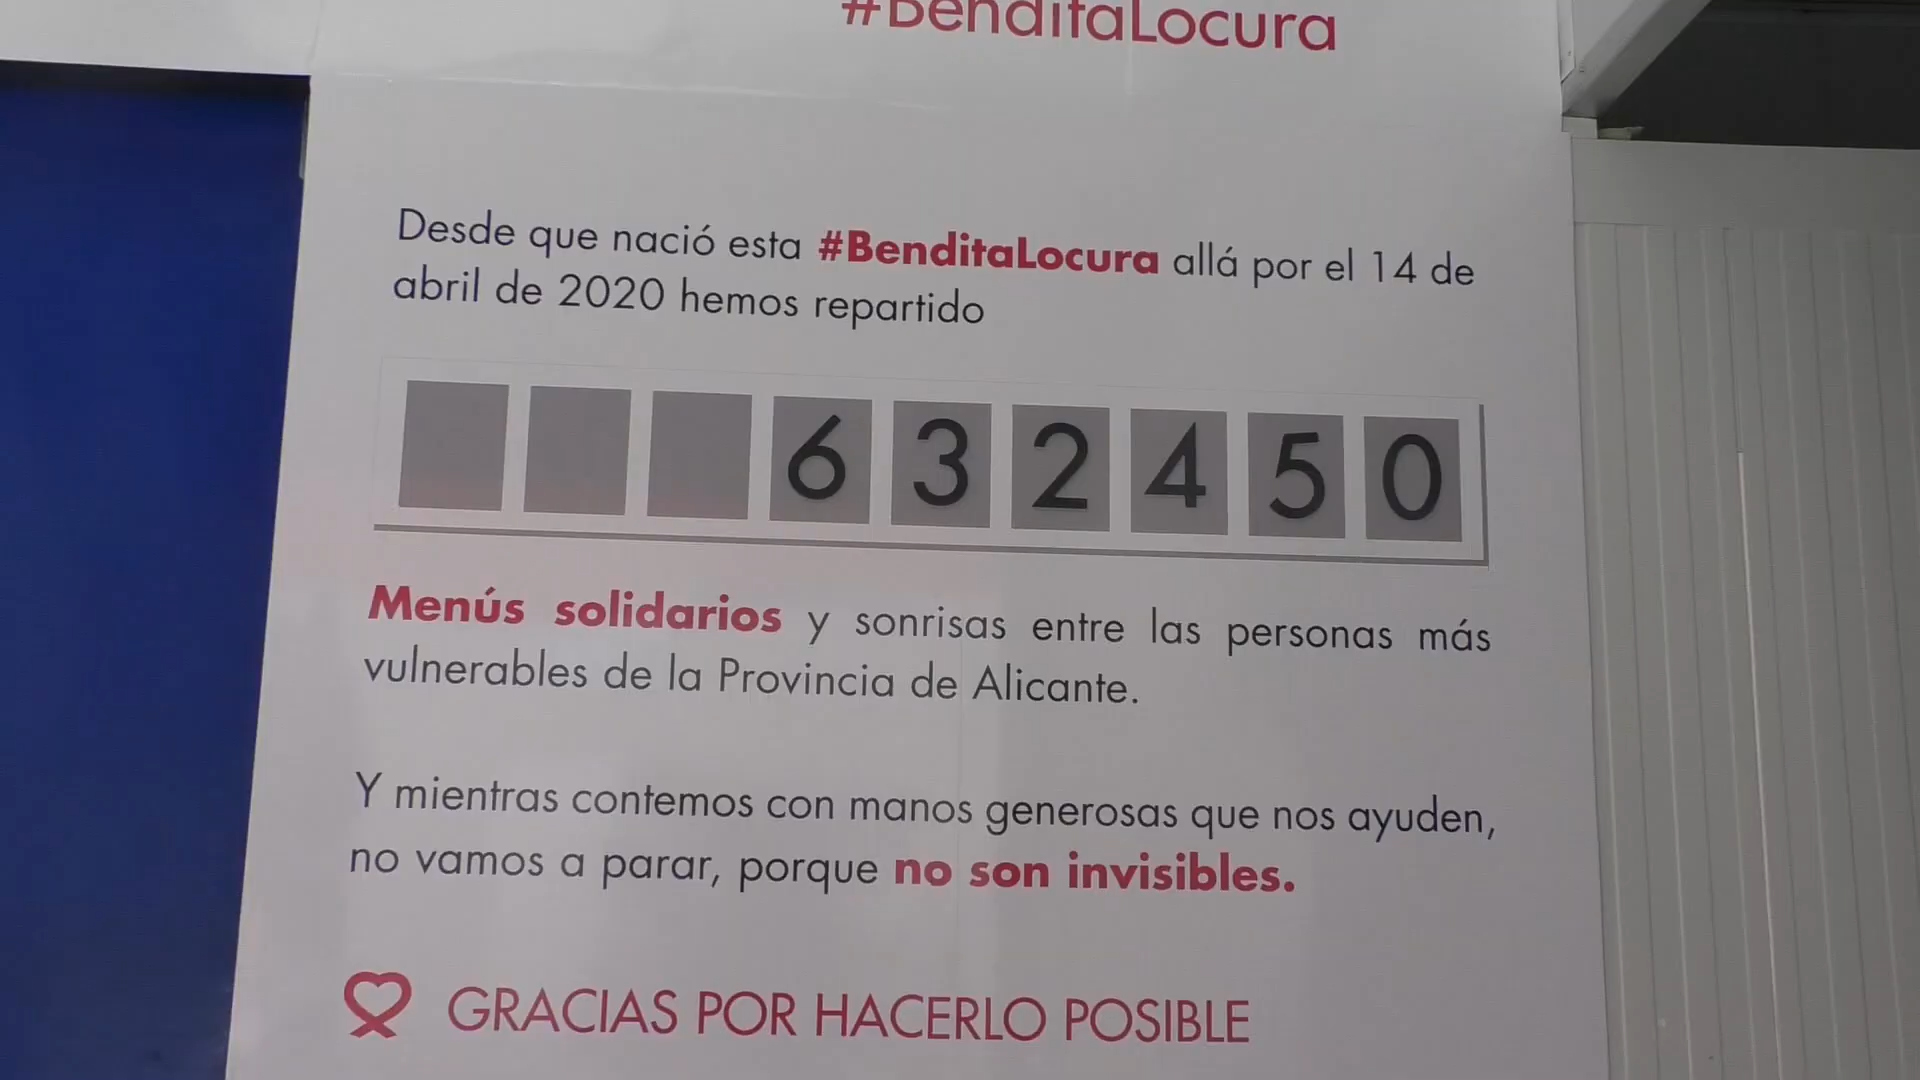 #BenditaLocura
Desde que nació esta #BenditaLocura allá por el 14 de
abril de 2020 hemos repartido
632450
Menús solidarios y sonrisas entre las personas más
vulnerables de la Provincia de Alicante.
Y mientras contemos con manos generosas que nos ayuden,
no vamos a parar, porque no son invisibles.
GRACIAS POR HACERLO POSIBLE